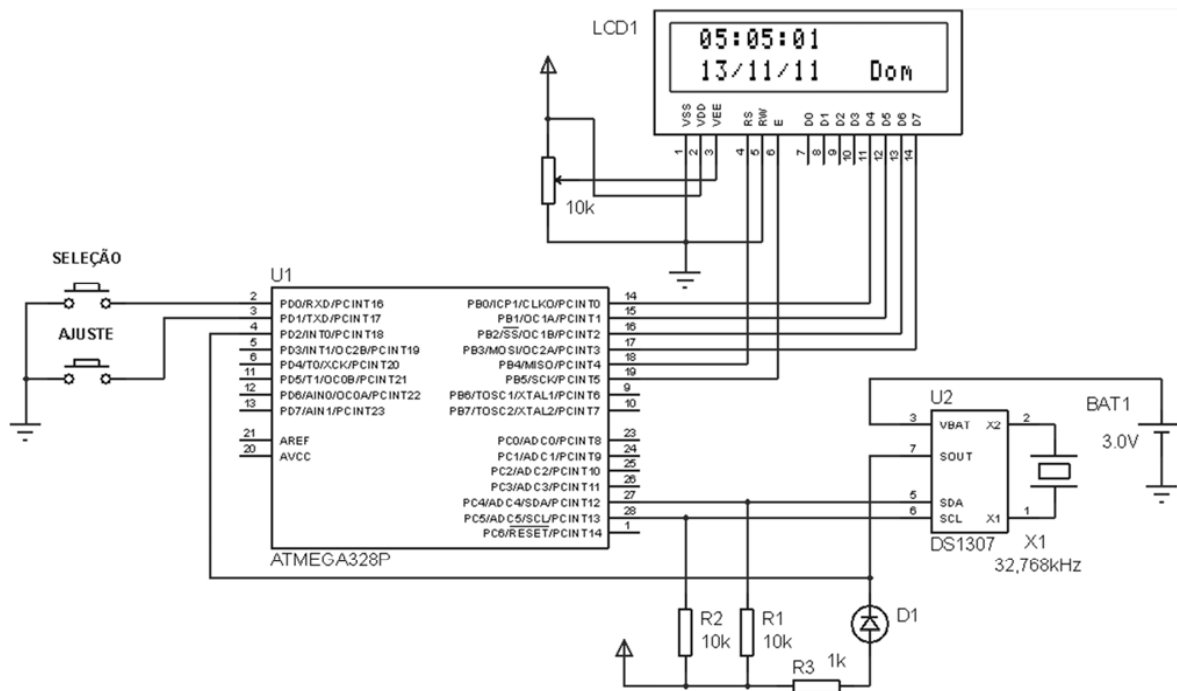 LCD1
05:05:01
13/11/11 Dom
VSS VDD VEE RS RW E D0 D1 D2 D3 D4 D5 D6 D7
1 2 3 4 5 6 7 8 9 10 11 12 13 14
10k
SELEÇÃO
AJUSTE
U1
2 PD0/RXD/PCINT16 PB0/ICP1/CLKO/PCINT0 14
3 PD1/TXD/PCINT17 PB1/OC1A/PCINT1 15
4 PD2/INT0/PCINT18 PB2/SS/OC1B/PCINT2 16
5 PD3/INT1/OC2B/PCINT19 PB3/MOSI/OC2A/PCINT3 17
6 PD4/T0/XCK/PCINT20 PB4/MISO/PCINT4 18
11 PD5/T1/OC0B/PCINT21 PB5/SCK/PCINT5 19
12 PD6/AIN0/OC0A/PCINT22 PB6/TOSC1/XTAL1/PCINT6 9
13 PD7/AIN1/PCINT23 PB7/TOSC2/XTAL2/PCINT7 10
21 AREF PC0/ADC0/PCINT8 23
20 AVCC PC1/ADC1/PCINT9 24
PC2/ADC2/PCINT10 25
PC3/ADC3/PCINT11 26
PC4/ADC4/SDA/PCINT12 27
PC5/ADC5/SCL/PCINT13 28
PC6/RESET/PCINT14 1
ATMEGA328P
U2
3 VBAT X2 2
7 SOUT
5 SDA
6 SCL X1 1
DS1307
X1
32,768kHz
BAT1
3.0V
R2
10k
R1
10k
D1
R3 1k